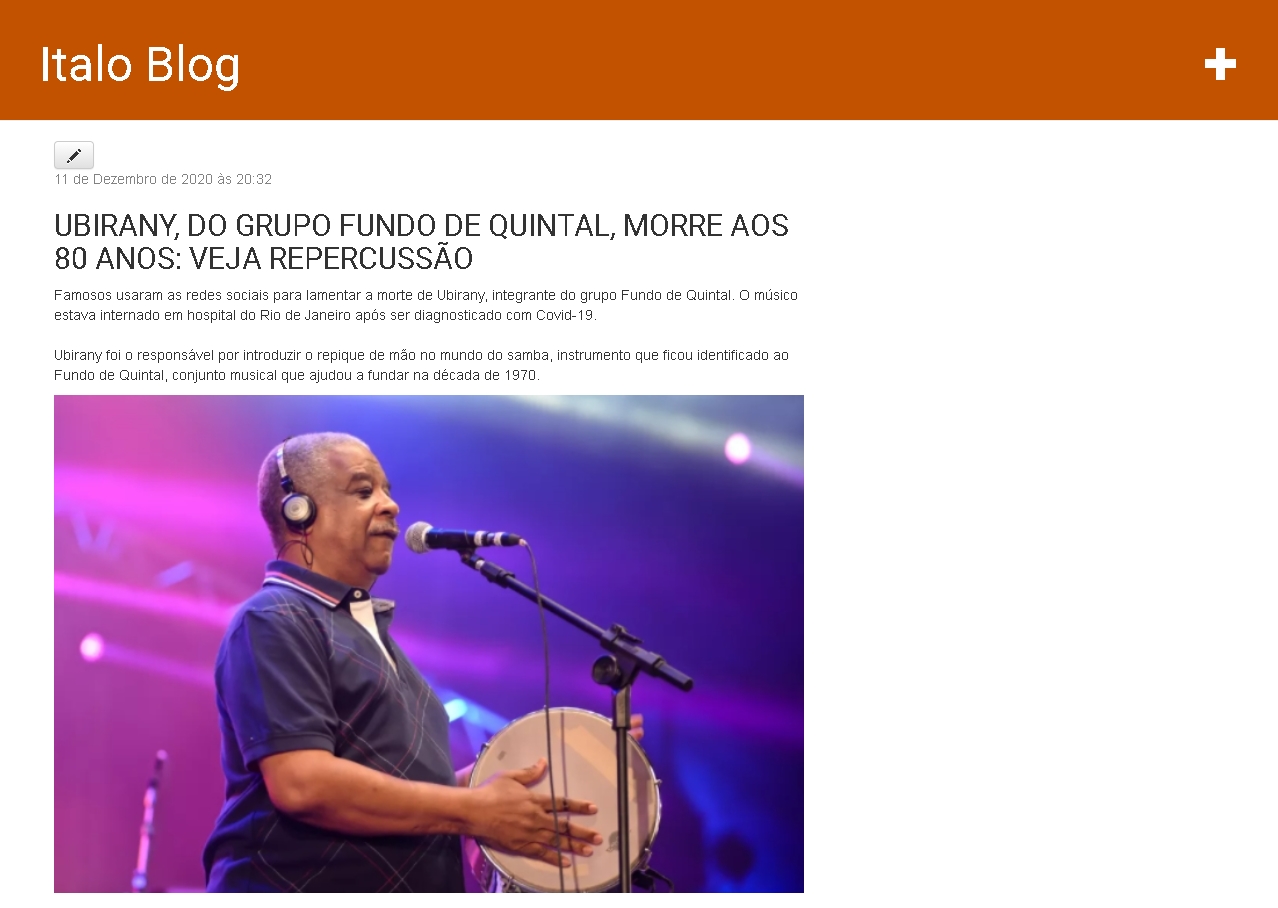 Italo Blog
11 de Dezembro de 2020 às 20:32
UBIRANY, DO GRUPO FUNDO DE QUINTAL, MORRE AOS
80 ANOS: VEJA REPERCUSSÃO
Famosos usaram as redes sociais para lamentar a morte de Ubirany, integrante do grupo Fundo de Quintal. O músico
estava internado em hospital do Rio de Janeiro após ser diagnosticado com Covid-19.
Ubirany foi o responsável por introduzir o repique de mão no mundo do samba, instrumento que ficou identificado ao
Fundo de Quintal, conjunto musical que ajudou a fundar na década de 1970.